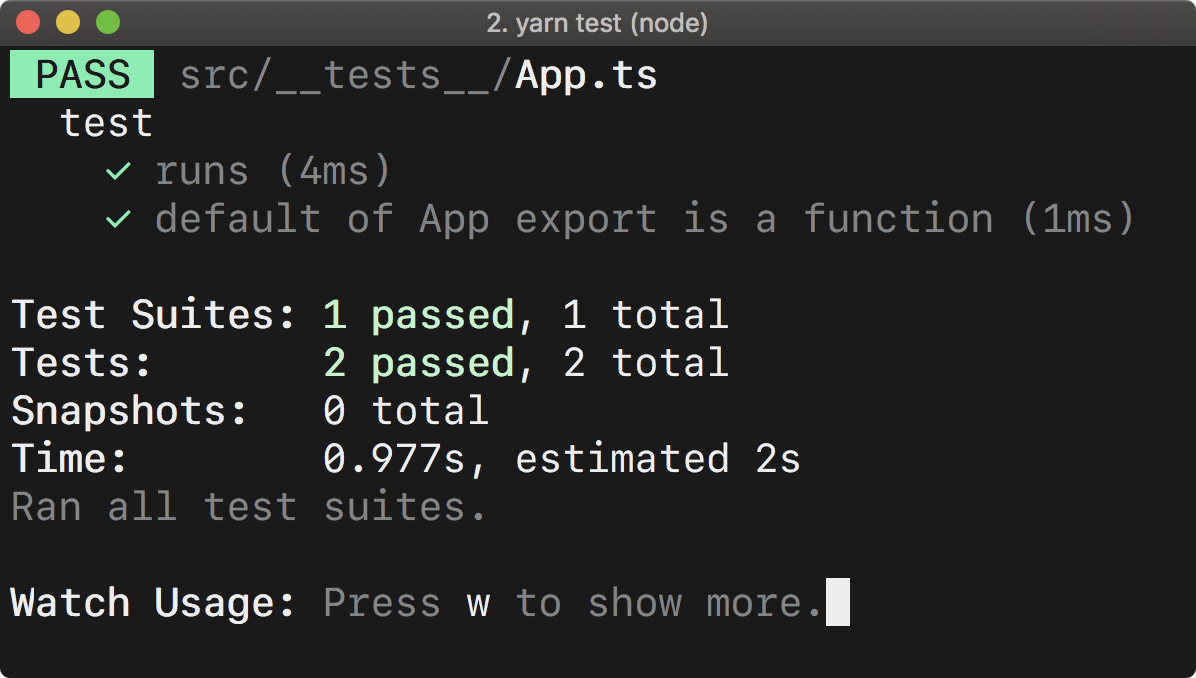 2. yarn test (node)
PASS src/__tests__/App.ts
test
✓ runs (4ms)
✓ default of App export is a function (1ms)
Test Suites: 1 passed, 1 total
Tests: 2 passed, 2 total
Snapshots: 0 total
Time: 0.977s, estimated 2s
Ran all test suites.
Watch Usage: Press w to show more.